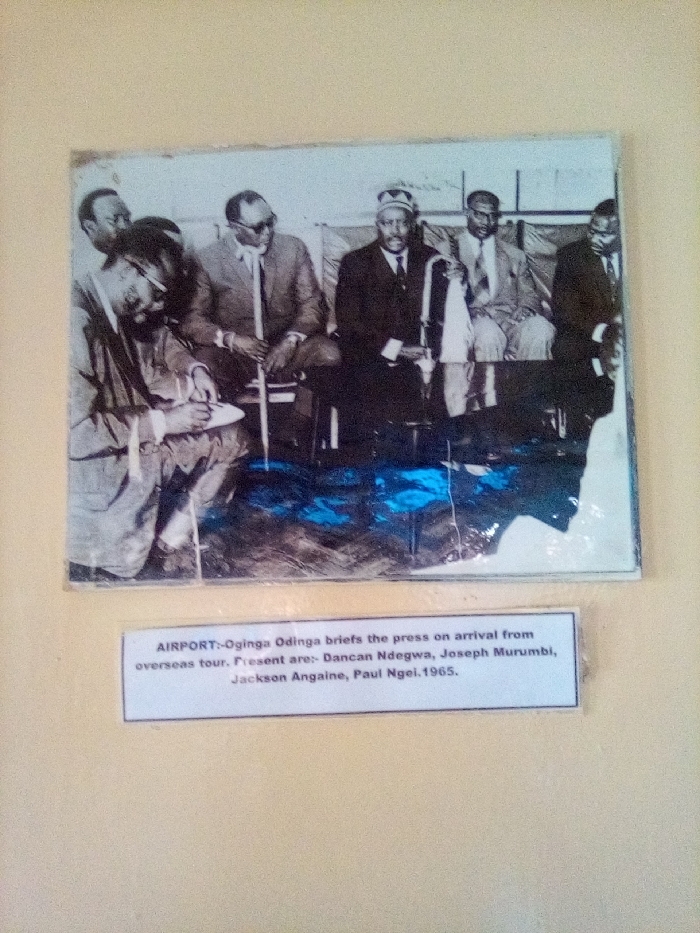 AIRPORT:-Oginga Odinga briefs the press on arrival from
overseas tour. Present are:- Dancan Ndegwa, Joseph Murumbi,
Jackson Angaine, Paul Ngei.1965.